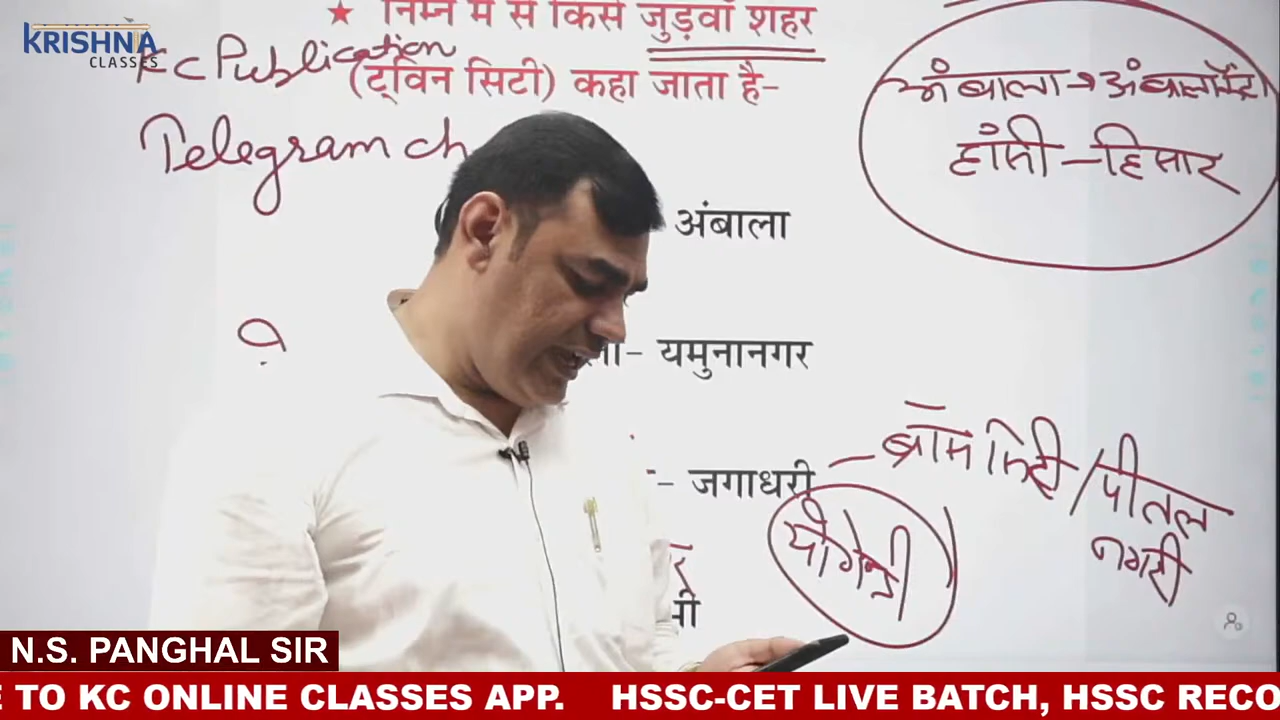 ★ निम्न में से किसे जुड़वाँ शहर
(ट्विन सिटी) कहा जाता है-
KRISHNA
CLASSES
KC Publication
Telegram ch
अंबाला → अंबाला कैंट
हांसी – हिसार
अंबाला
ला- यमुनानगर
- जगाधरी
– ब्रास सिटी / पीतल
नगरी
योगेन्द्री
N.S. PANGHAL SIR
E TO KC ONLINE CLASSES APP. HSSC-CET LIVE BATCH, HSSC RECO